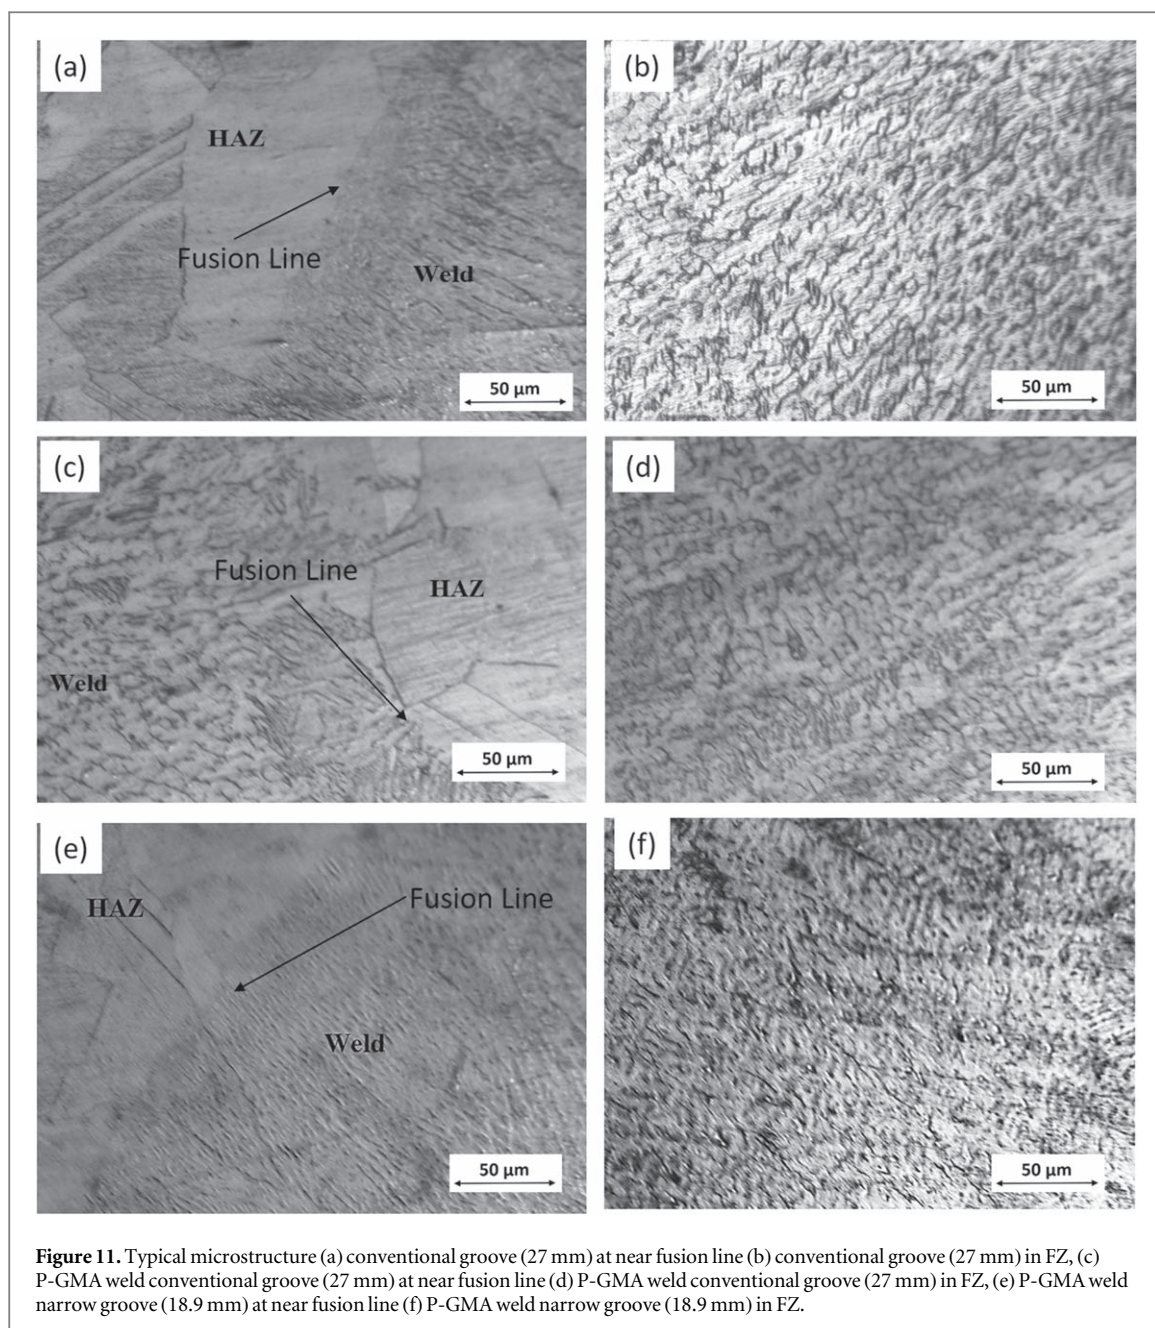 (a)
HAZ
Fusion Line
Weld
50 µm
(b)
50 µm
(c)
Fusion Line
HAZ
Weld
50 µm
(d)
50 µm
(e)
HAZ
Fusion Line
Weld
50 µm
(f)
50 µm
Figure 11. Typical microstructure (a) conventional groove (27 mm) at near fusion line (b) conventional groove (27 mm) in FZ, (c)
P-GMA weld conventional groove (27 mm) at near fusion line (d) P-GMA weld conventional groove (27 mm) in FZ, (e) P-GMA weld
narrow groove (18.9 mm) at near fusion line (f) P-GMA weld narrow groove (18.9 mm) in FZ.